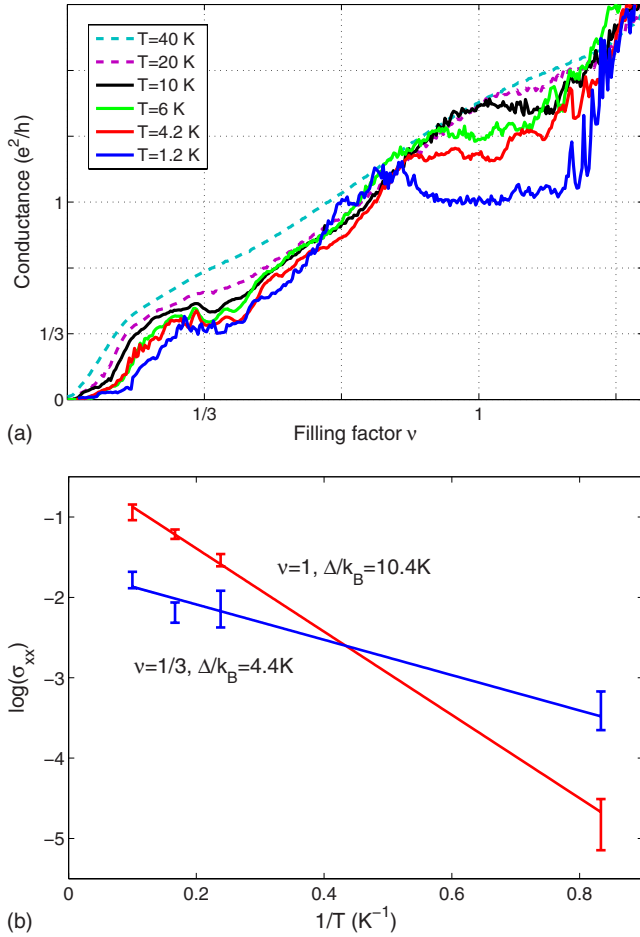 T=40 K
T=20 K
T=10 K
T=6 K
T=4.2 K
T=1.2 K
Conductance (e²/h)
1
1/3
0
1/3
1
(a)
Filling factor ν
-1
-2
-3
-4
-5
log(σxx)
ν=1, Δ/kB=10.4K
ν=1/3, Δ/kB=4.4K
0
0.2
0.4
0.6
0.8
(b)
1/T (K⁻¹)